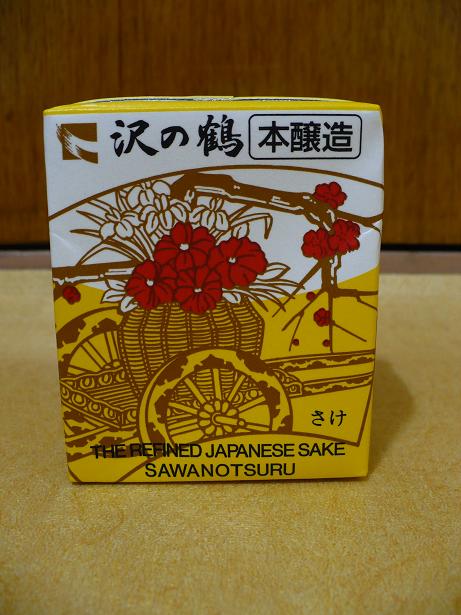 沢の鶴 本醸造
さけ
THE REFINED JAPANESE SAKE
SAWANOTSURU